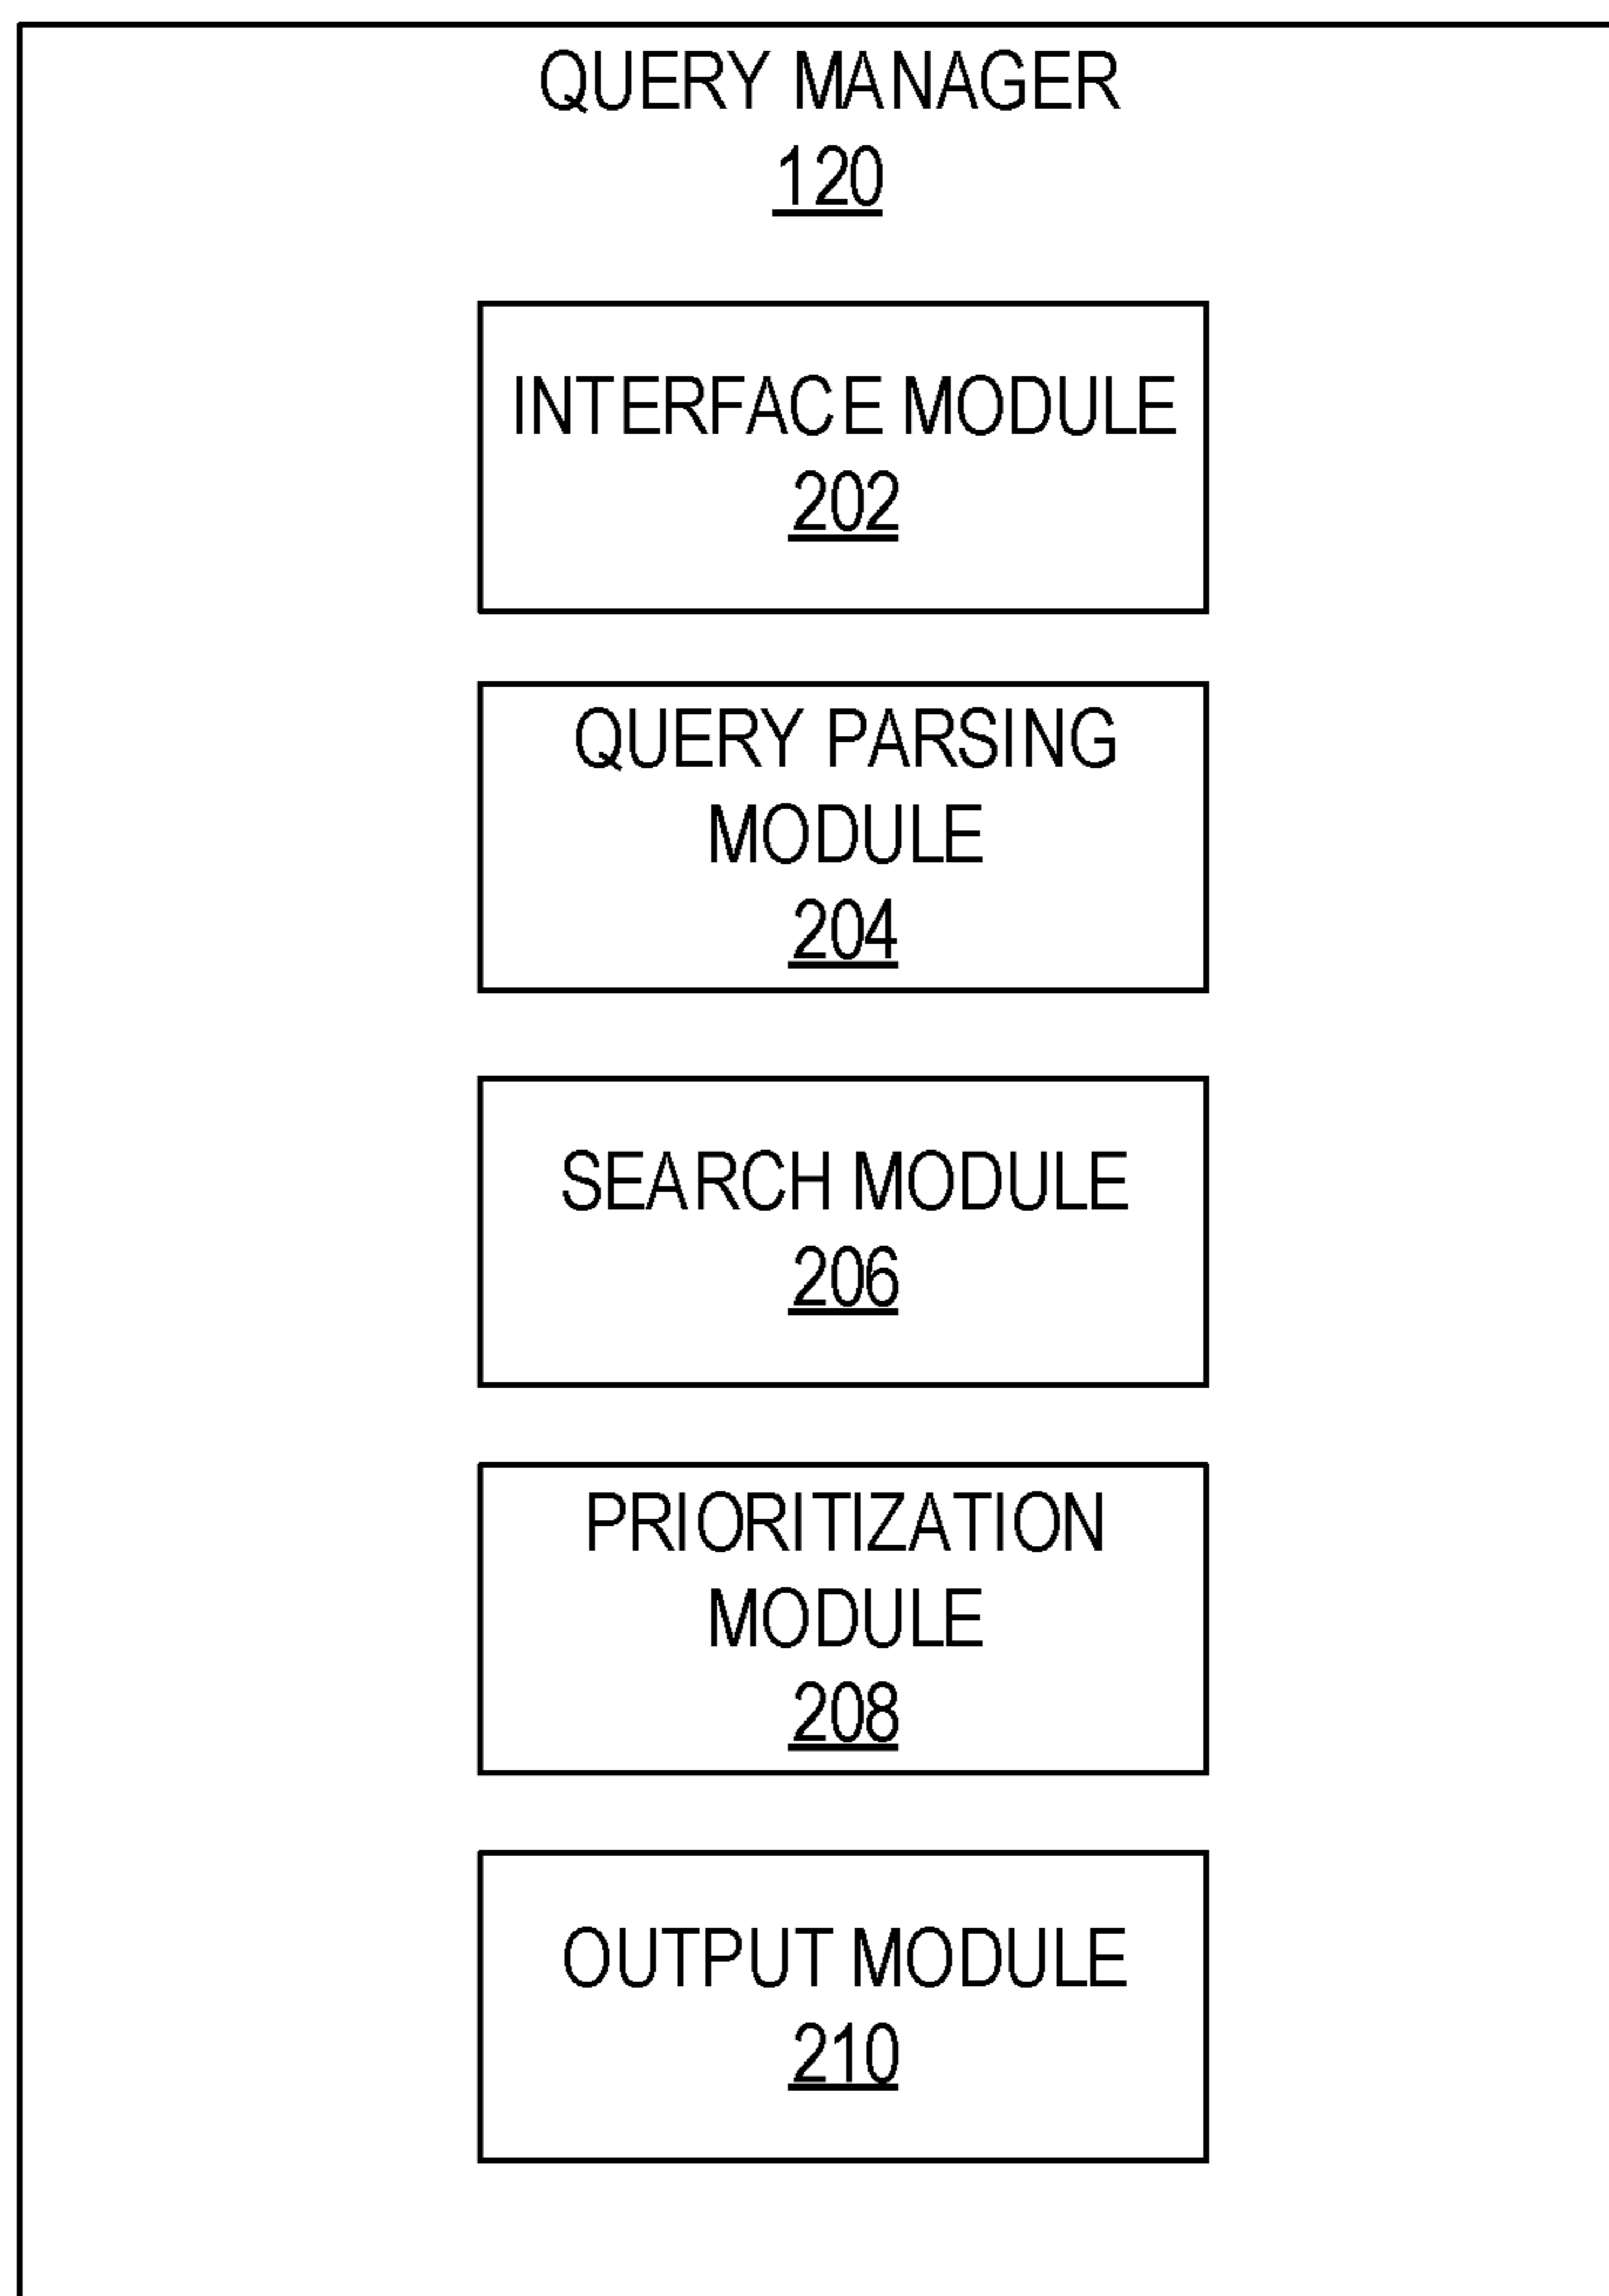 QUERY MANAGER
120
INTERFACE MODULE
202
QUERY PARSING
MODULE
204
SEARCH MODULE
206
PRIORITIZATION
MODULE
208
OUTPUT MODULE
210